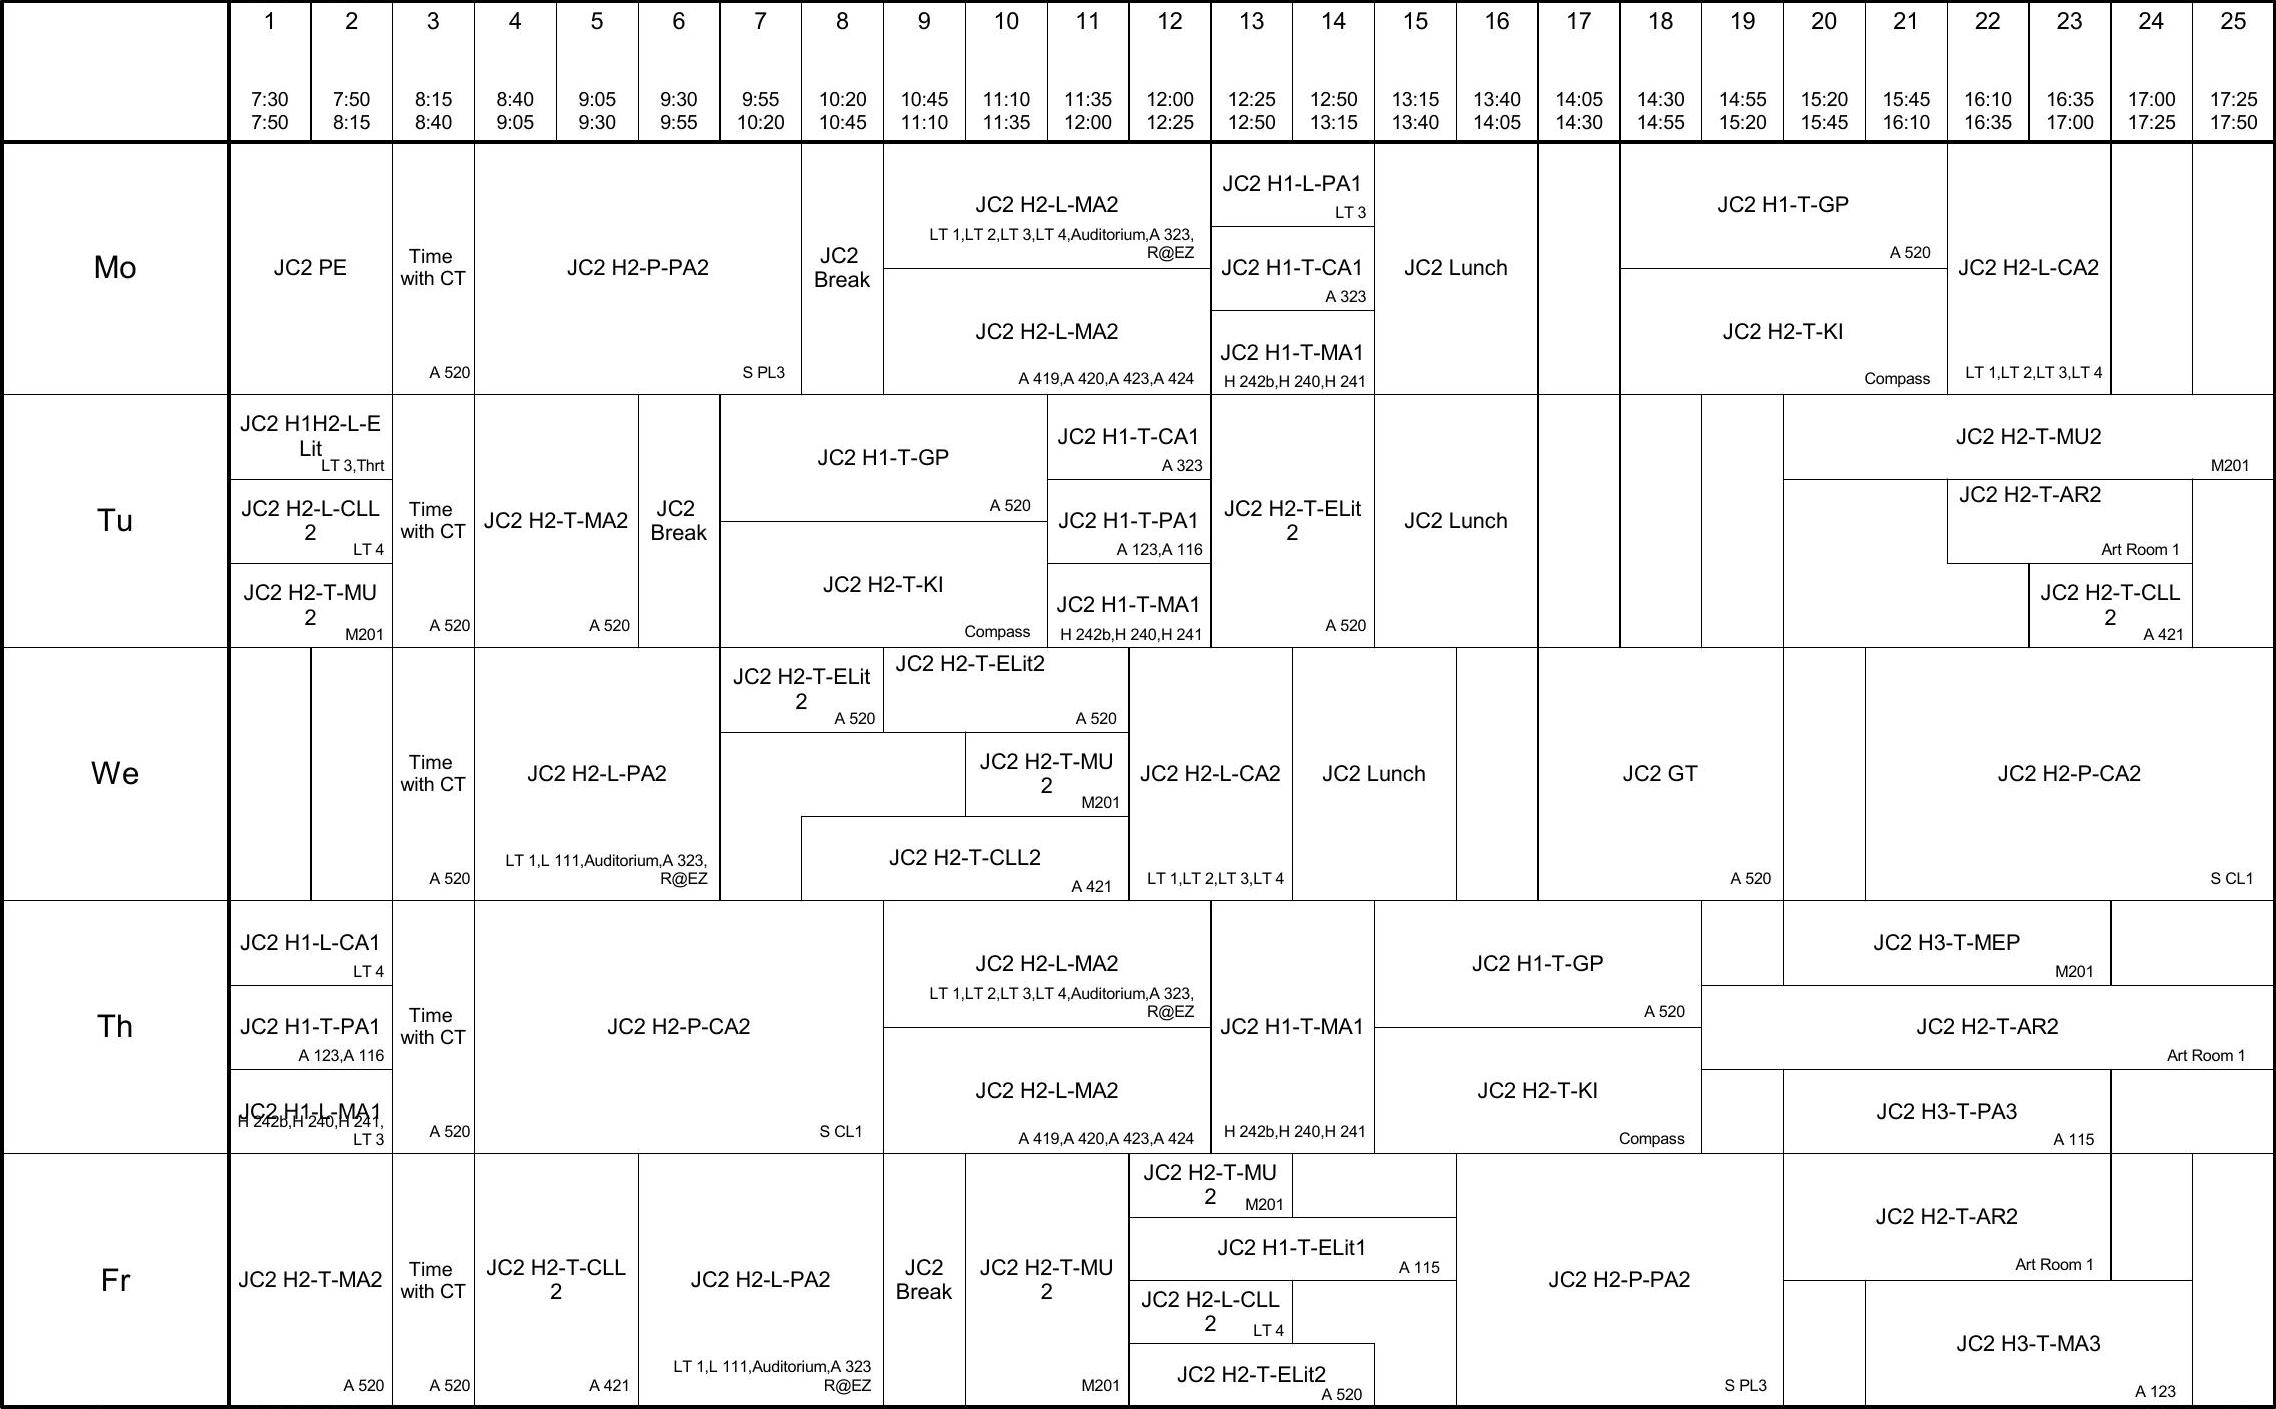 1 2 3 4 5 6 7 8 9 10 11 12 13 14 15 16 17 18 19 20 21 22 23 24 25
7:30 7:50 8:15 8:40 9:05 9:30 9:55 10:20 10:45 11:10 11:35 12:00 12:25 12:50 13:15 13:40 14:05 14:30 14:55 15:20 15:45 16:10 16:35 17:00 17:25
7:50 8:15 8:40 9:05 9:30 9:55 10:20 10:45 11:10 11:35 12:00 12:25 12:50 13:15 13:40 14:05 14:30 14:55 15:20 15:45 16:10 16:35 17:00 17:25 17:50
Mo
JC2 PE
Time
with CT
A 520
JC2 H2-P-PA2
S PL3
JC2
Break
JC2 H2-L-MA2
LT 1,LT 2,LT 3,LT 4,Auditorium,A 323,
R@EZ
JC2 H2-L-MA2
A 419,A 420,A 423,A 424
JC2 H1-L-PA1
LT 3
JC2 H1-T-CA1
A 323
JC2 H1-T-MA1
H 242b,H 240,H 241
JC2 Lunch
JC2 H1-T-GP
A 520
JC2 H2-T-KI
Compass
JC2 H2-L-CA2
LT 1,LT 2,LT 3,LT 4
Tu
JC2 H1H2-L-E
Lit
LT 3,Thrt
JC2 H2-L-CLL
2
LT 4
JC2 H2-T-MU
2
M201
Time
with CT
A 520
JC2 H2-T-MA2
A 520
JC2
Break
JC2 H1-T-GP
A 520
JC2 H2-T-KI
Compass
JC2 H1-T-CA1
A 323
JC2 H1-T-PA1
A 123,A 116
JC2 H1-T-MA1
H 242b,H 240,H 241
JC2 H2-T-ELit
2
A 520
JC2 Lunch
JC2 H2-T-MU2
M201
JC2 H2-T-AR2
Art Room 1
JC2 H2-T-CLL
2
A 421
We
Time
with CT
A 520
JC2 H2-L-PA2
LT 1,L 111,Auditorium,A 323,
R@EZ
JC2 H2-T-ELit
2
A 520
JC2 H2-T-ELit2
A 520
JC2 H2-T-MU
2
M201
JC2 H2-T-CLL2
A 421
JC2 H2-L-CA2
LT 1,LT 2,LT 3,LT 4
JC2 Lunch
JC2 GT
A 520
JC2 H2-P-CA2
S CL1
Th
JC2 H1-L-CA1
LT 4
JC2 H1-T-PA1
A 123,A 116
JC2 H1-L-MA1
H 242b,H 240,H 241,
LT 3
Time
with CT
A 520
JC2 H2-P-CA2
S CL1
JC2 H2-L-MA2
LT 1,LT 2,LT 3,LT 4,Auditorium,A 323,
R@EZ
JC2 H2-L-MA2
A 419,A 420,A 423,A 424
JC2 H1-T-MA1
H 242b,H 240,H 241
JC2 H1-T-GP
A 520
JC2 H2-T-KI
Compass
JC2 H3-T-MEP
M201
JC2 H2-T-AR2
Art Room 1
JC2 H3-T-PA3
A 115
Fr
JC2 H2-T-MA2
A 520
Time
with CT
A 520
JC2 H2-T-CLL
2
A 421
JC2 H2-L-PA2
LT 1,L 111,Auditorium,A 323
R@EZ
JC2
Break
JC2 H2-T-MU
2
M201
JC2 H2-T-MU
2
M201
JC2 H1-T-ELit1
A 115
JC2 H2-L-CLL
2
LT 4
JC2 H2-T-ELit2
A 520
JC2 H2-P-PA2
S PL3
JC2 H2-T-AR2
Art Room 1
JC2 H3-T-MA3
A 123